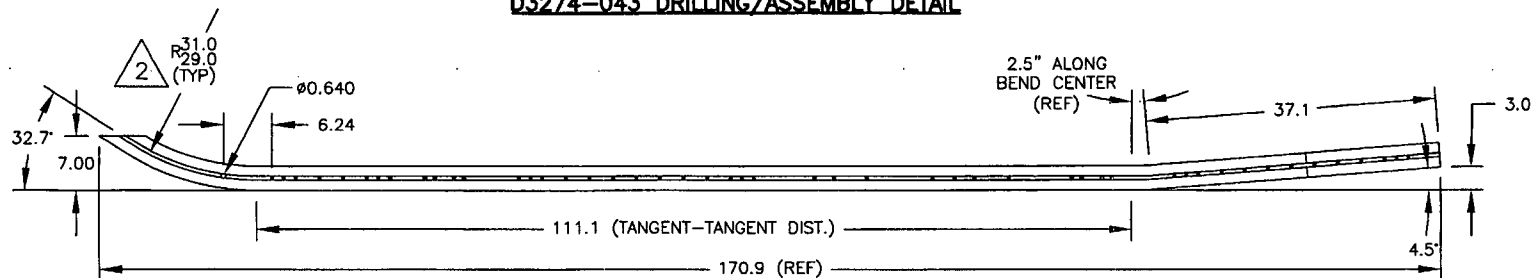 D3274-043 DRILLING/ASSEMBLY DETAIL
2
R31.0
29.0
(TYP)
ø0.640
6.24
32.7°
7.00
2.5" ALONG
BEND CENTER
(REF)
37.1
3.0
111.1 (TANGENT-TANGENT DIST.)
4.5°
170.9 (REF)